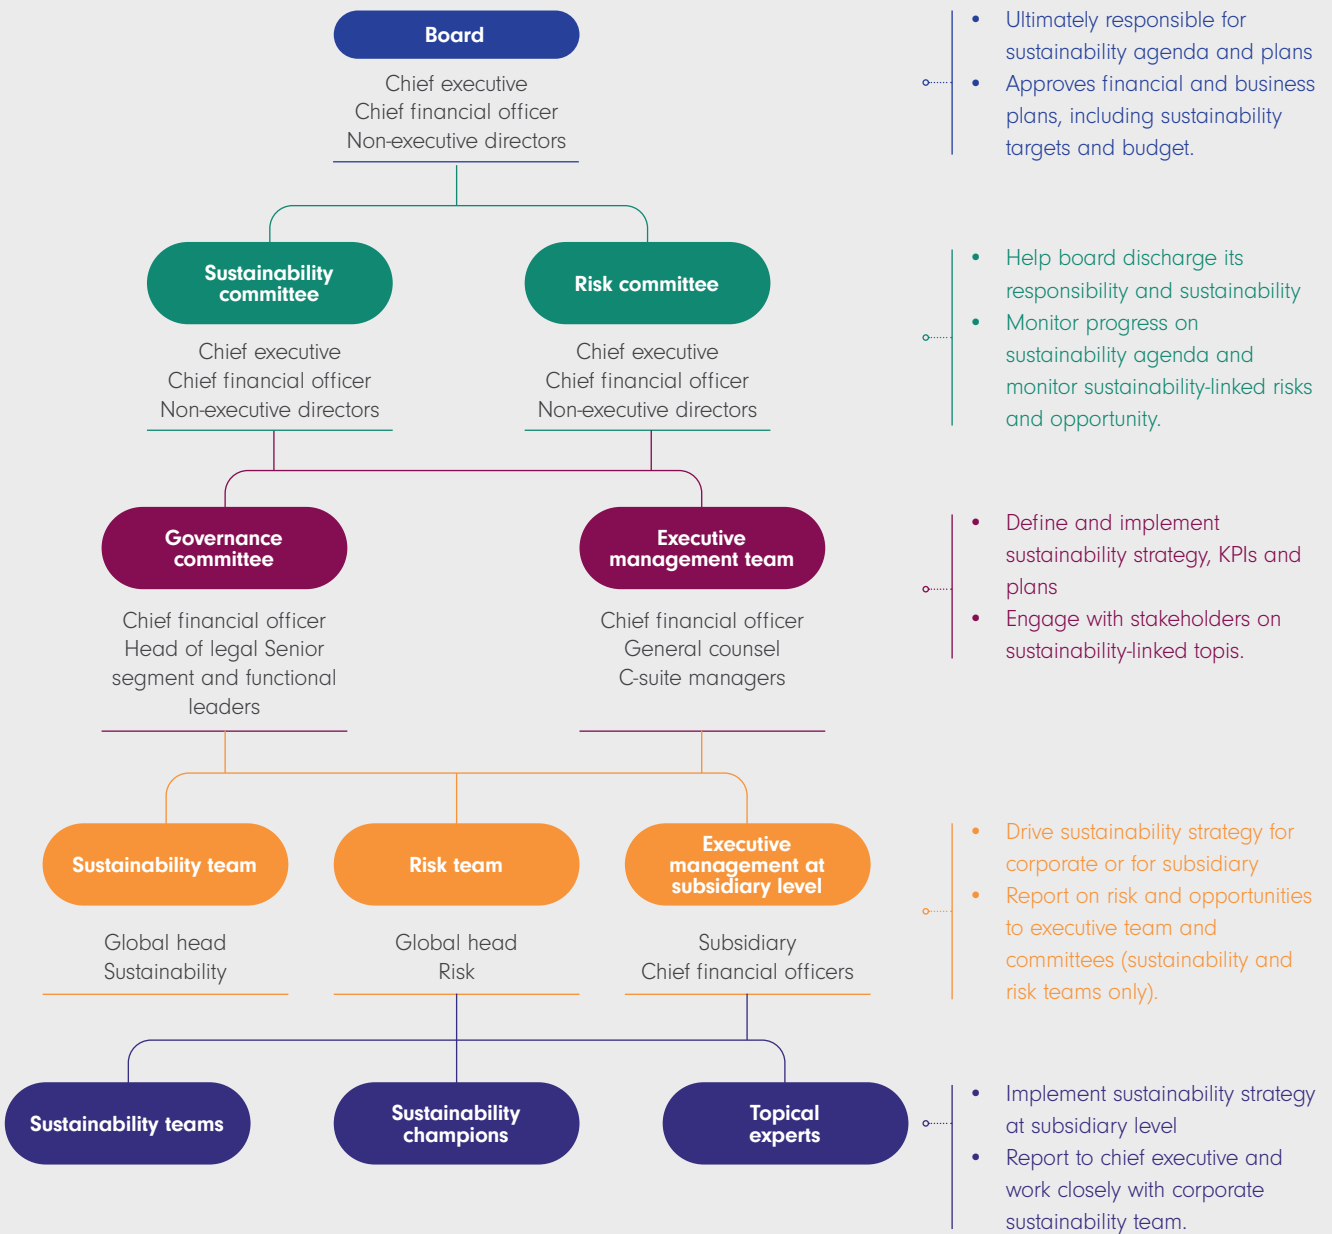 Board
Chief executive
Chief financial officer
Non-executive directors
• Ultimately responsible for
sustainability agenda and plans
• Approves financial and business
plans, including sustainability
targets and budget.
Sustainability
committee
Chief executive
Chief financial officer
Non-executive directors
Risk committee
Chief executive
Chief financial officer
Non-executive directors
• Help board discharge its
responsibility and sustainability
• Monitor progress on
sustainability agenda and
monitor sustainability-linked risks
and opportunity.
Governance
committee
Chief financial officer
Head of legal Senior
segment and functional
leaders
Executive
management team
Chief financial officer
General counsel
C-suite managers
• Define and implement
sustainability strategy, KPIs and
plans
• Engage with stakeholders on
sustainability-linked topis.
Sustainability team
Global head
Sustainability
Risk team
Global head
Risk
Executive
management at
subsidiary level
Subsidiary
Chief financial officers
• Drive sustainability strategy for
corporate or for subsidiary
• Report on risk and opportunities
to executive team and
committees (sustainability and
risk teams only).
Sustainability teams
Sustainability
champions
Topical
experts
• Implement sustainability strategy
at subsidiary level
• Report to chief executive and
work closely with corporate
sustainability team.